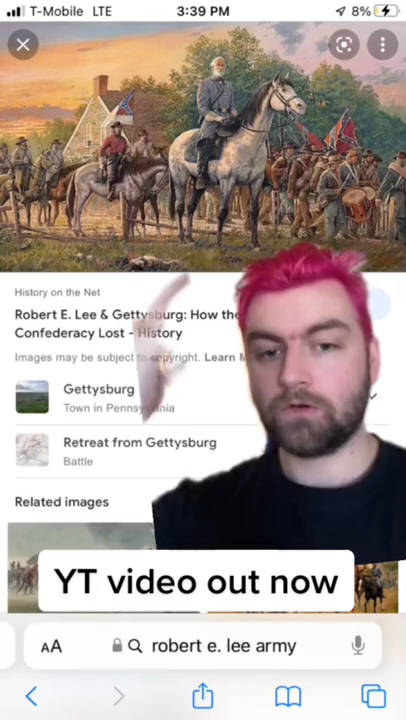 T-Mobile LTE 3:39 PM 8%
History on the Net
Robert E. Lee & Gettysburg: How the
Confederacy Lost - History
Images may be subject to copyright. Learn M
Gettysburg
Town in Pennsylvania
Retreat from Gettysburg
Battle
Related images
YT video out now
AA robert e. lee army